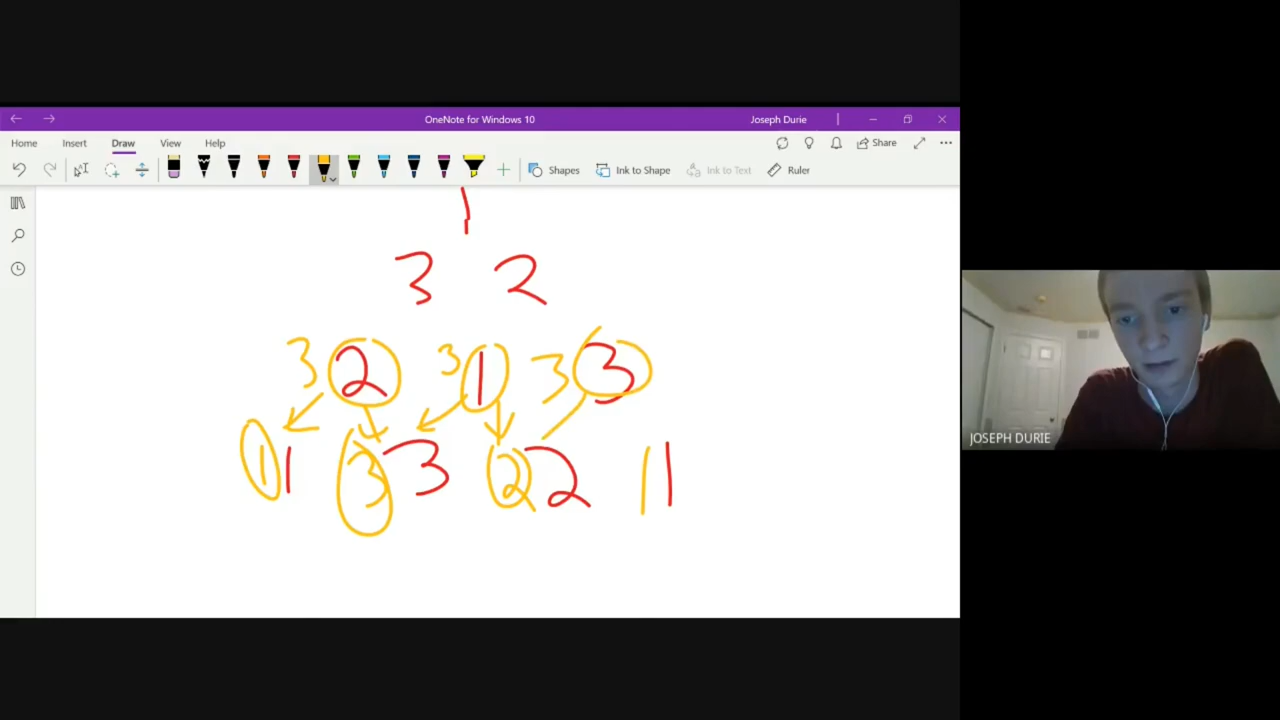 OneNote for Windows 10 Joseph Durie
Home Insert Draw View Help Share
Shapes Ink to Shape Ink to Text Ruler
1
3 2
3 2 3 1 3 3
1 1 3 3 2 2 1 1
JOSEPH DURIE